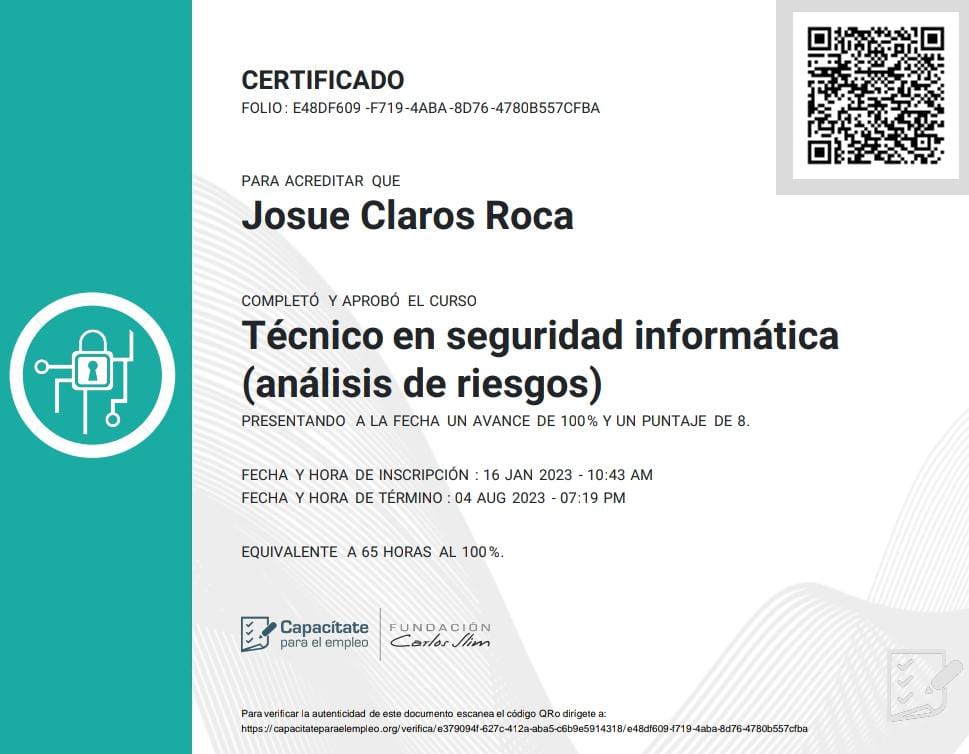 CERTIFICADO
FOLIO: E48DF609 -F719-4ABA-8D76-4780B557CFBA
PARA ACREDITAR QUE
Josue Claros Roca
COMPLETÓ Y APROBÓ EL CURSO
Técnico en seguridad informática
(análisis de riesgos)
PRESENTANDO A LA FECHA UN AVANCE DE 100% Y UN PUNTAJE DE 8.
FECHA Y HORA DE INSCRIPCIÓN : 16 JAN 2023 - 10:43 AM
FECHA Y HORA DE TÉRMINO : 04 AUG 2023 - 07:19 PM
EQUIVALENTE A 65 HORAS AL 100%.
Capacítate
para el empleo
FUNDACIÓN
Carlos Slim
Para verificar la autenticidad de este documento escanea el código QRo dirígete a:
https://capacitateparaelempleo.org/verifica/e379094f-627c-412a-aba5-c6b9e5914318/e48df609-f719-4aba-8d76-4780b557cfba